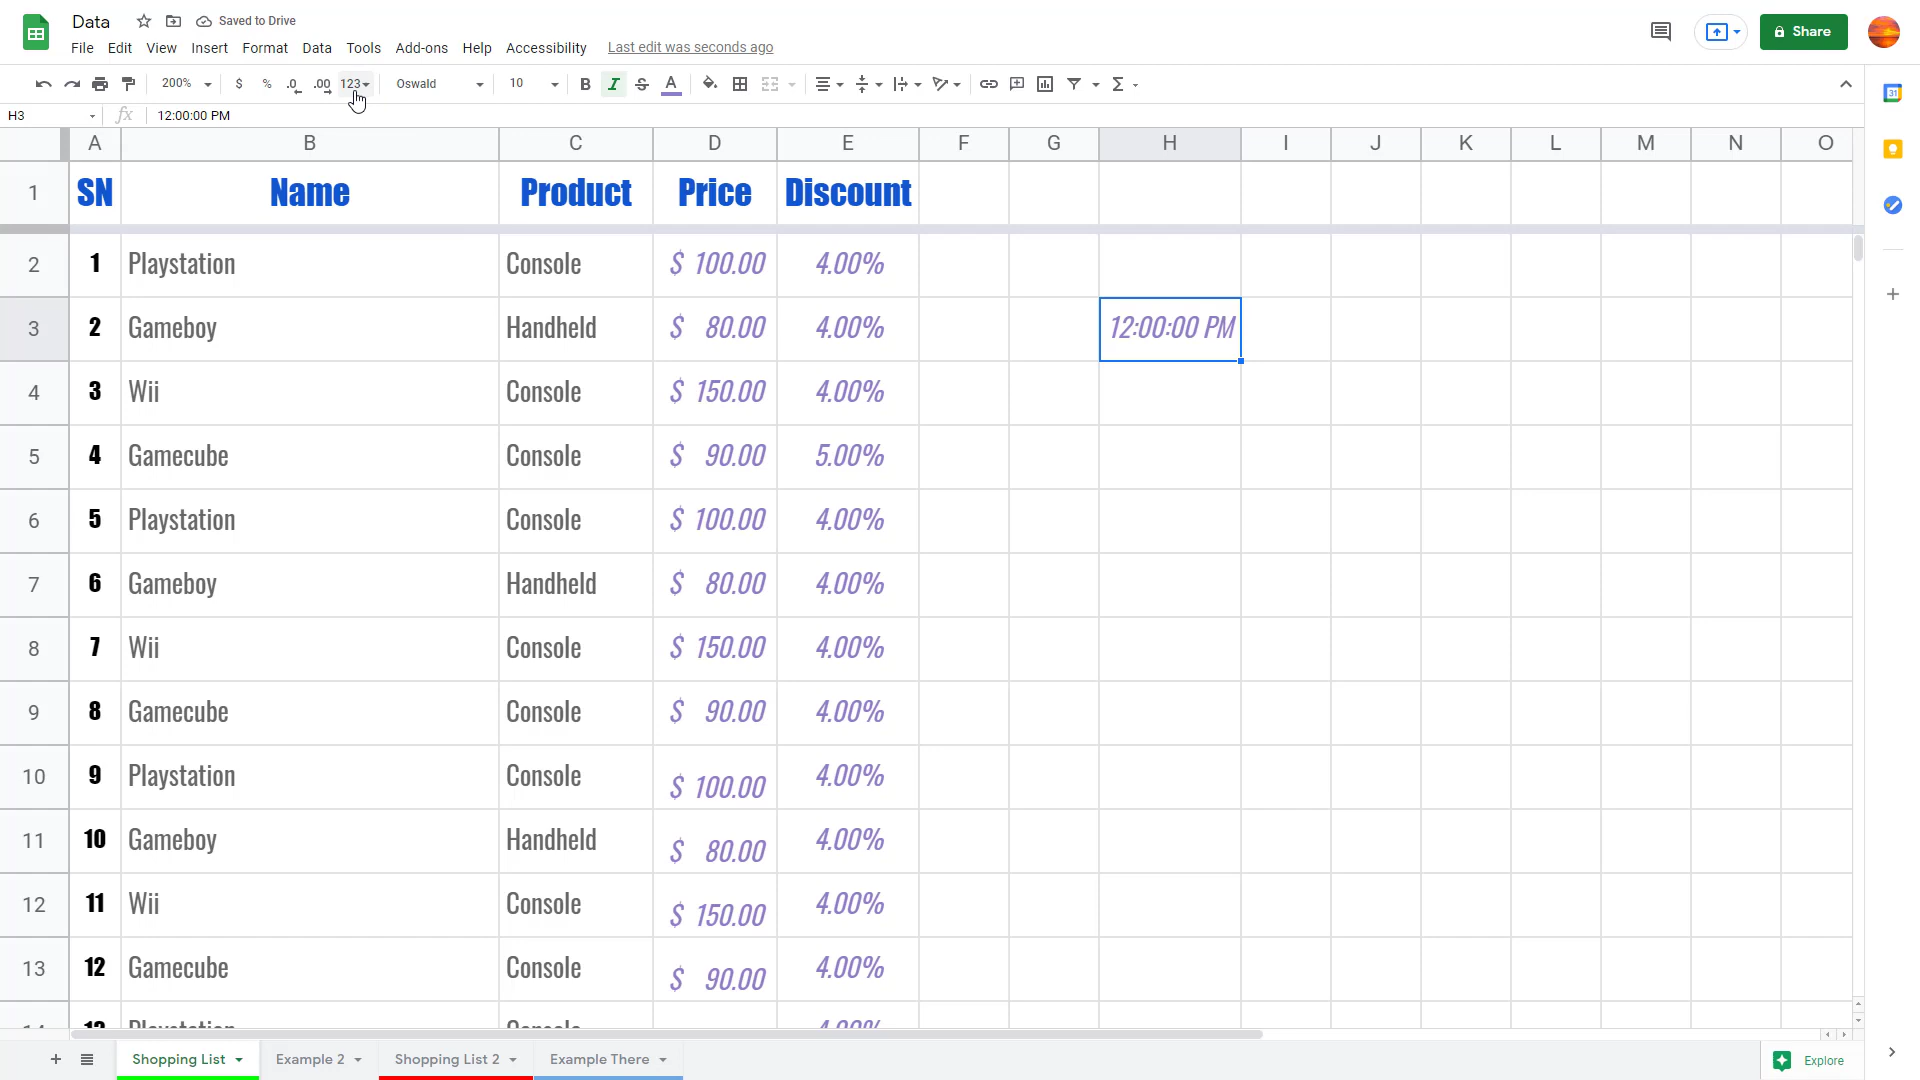 Data Saved to Drive
File Edit View Insert Format Data Tools Add-ons Help Accessibility Last edit was seconds ago
Share
200% $ % .0 .00 123 Oswald 10 B I S A
31
H3 fx 12:00:00 PM
A B C D E F G H I J K L M N O
1 SN Name Product Price Discount
2 1 Playstation Console $ 100.00 4.00%
3 2 Gameboy Handheld $ 80.00 4.00% 12:00:00 PM
4 3 Wii Console $ 150.00 4.00%
5 4 Gamecube Console $ 90.00 5.00%
6 5 Playstation Console $ 100.00 4.00%
7 6 Gameboy Handheld $ 80.00 4.00%
8 7 Wii Console $ 150.00 4.00%
9 8 Gamecube Console $ 90.00 4.00%
10 9 Playstation Console $ 100.00 4.00%
11 10 Gameboy Handheld $ 80.00 4.00%
12 11 Wii Console $ 150.00 4.00%
13 12 Gamecube Console $ 90.00 4.00%
14 13 Playstation Console 4.00%
Shopping List Example 2 Shopping List 2 Example There Explore